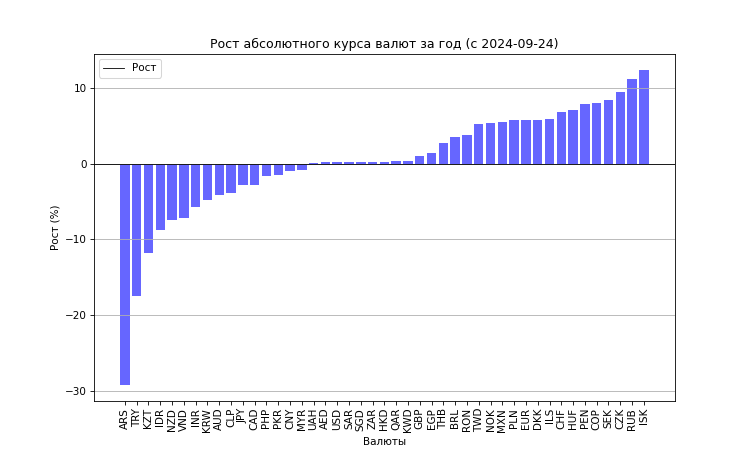 Рост абсолютного курса валют за год (с 2024-09-24)
Рост
10
0
−10
−20
−30
Рост (%)
ARS TRY KZT IDR NZD VND INR KRW AUD CLP JPY CAD PHP PKR CNY MYR UAH AED USD SAR SGD ZAR HKD QAR KWD GBP EGP THB BRL RON TWD NOK MXN PLN EUR DKK ILS CHF HUF PEN COP SEK CZK RUB ISK
Валюты